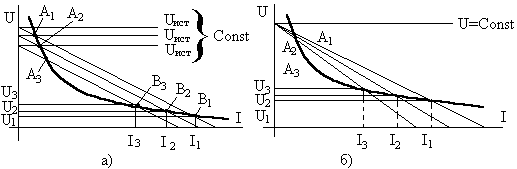 U A₁ A₂ Uист
Uист } Const
Uист
A₃
B₃
B₂
B₁
U₃
U₂
U₁
I
I₃ I₂ I₁
а)
U A₁ U=Const
A₂
A₃
U₃
U₂
U₁
I
I₃ I₂ I₁
б)